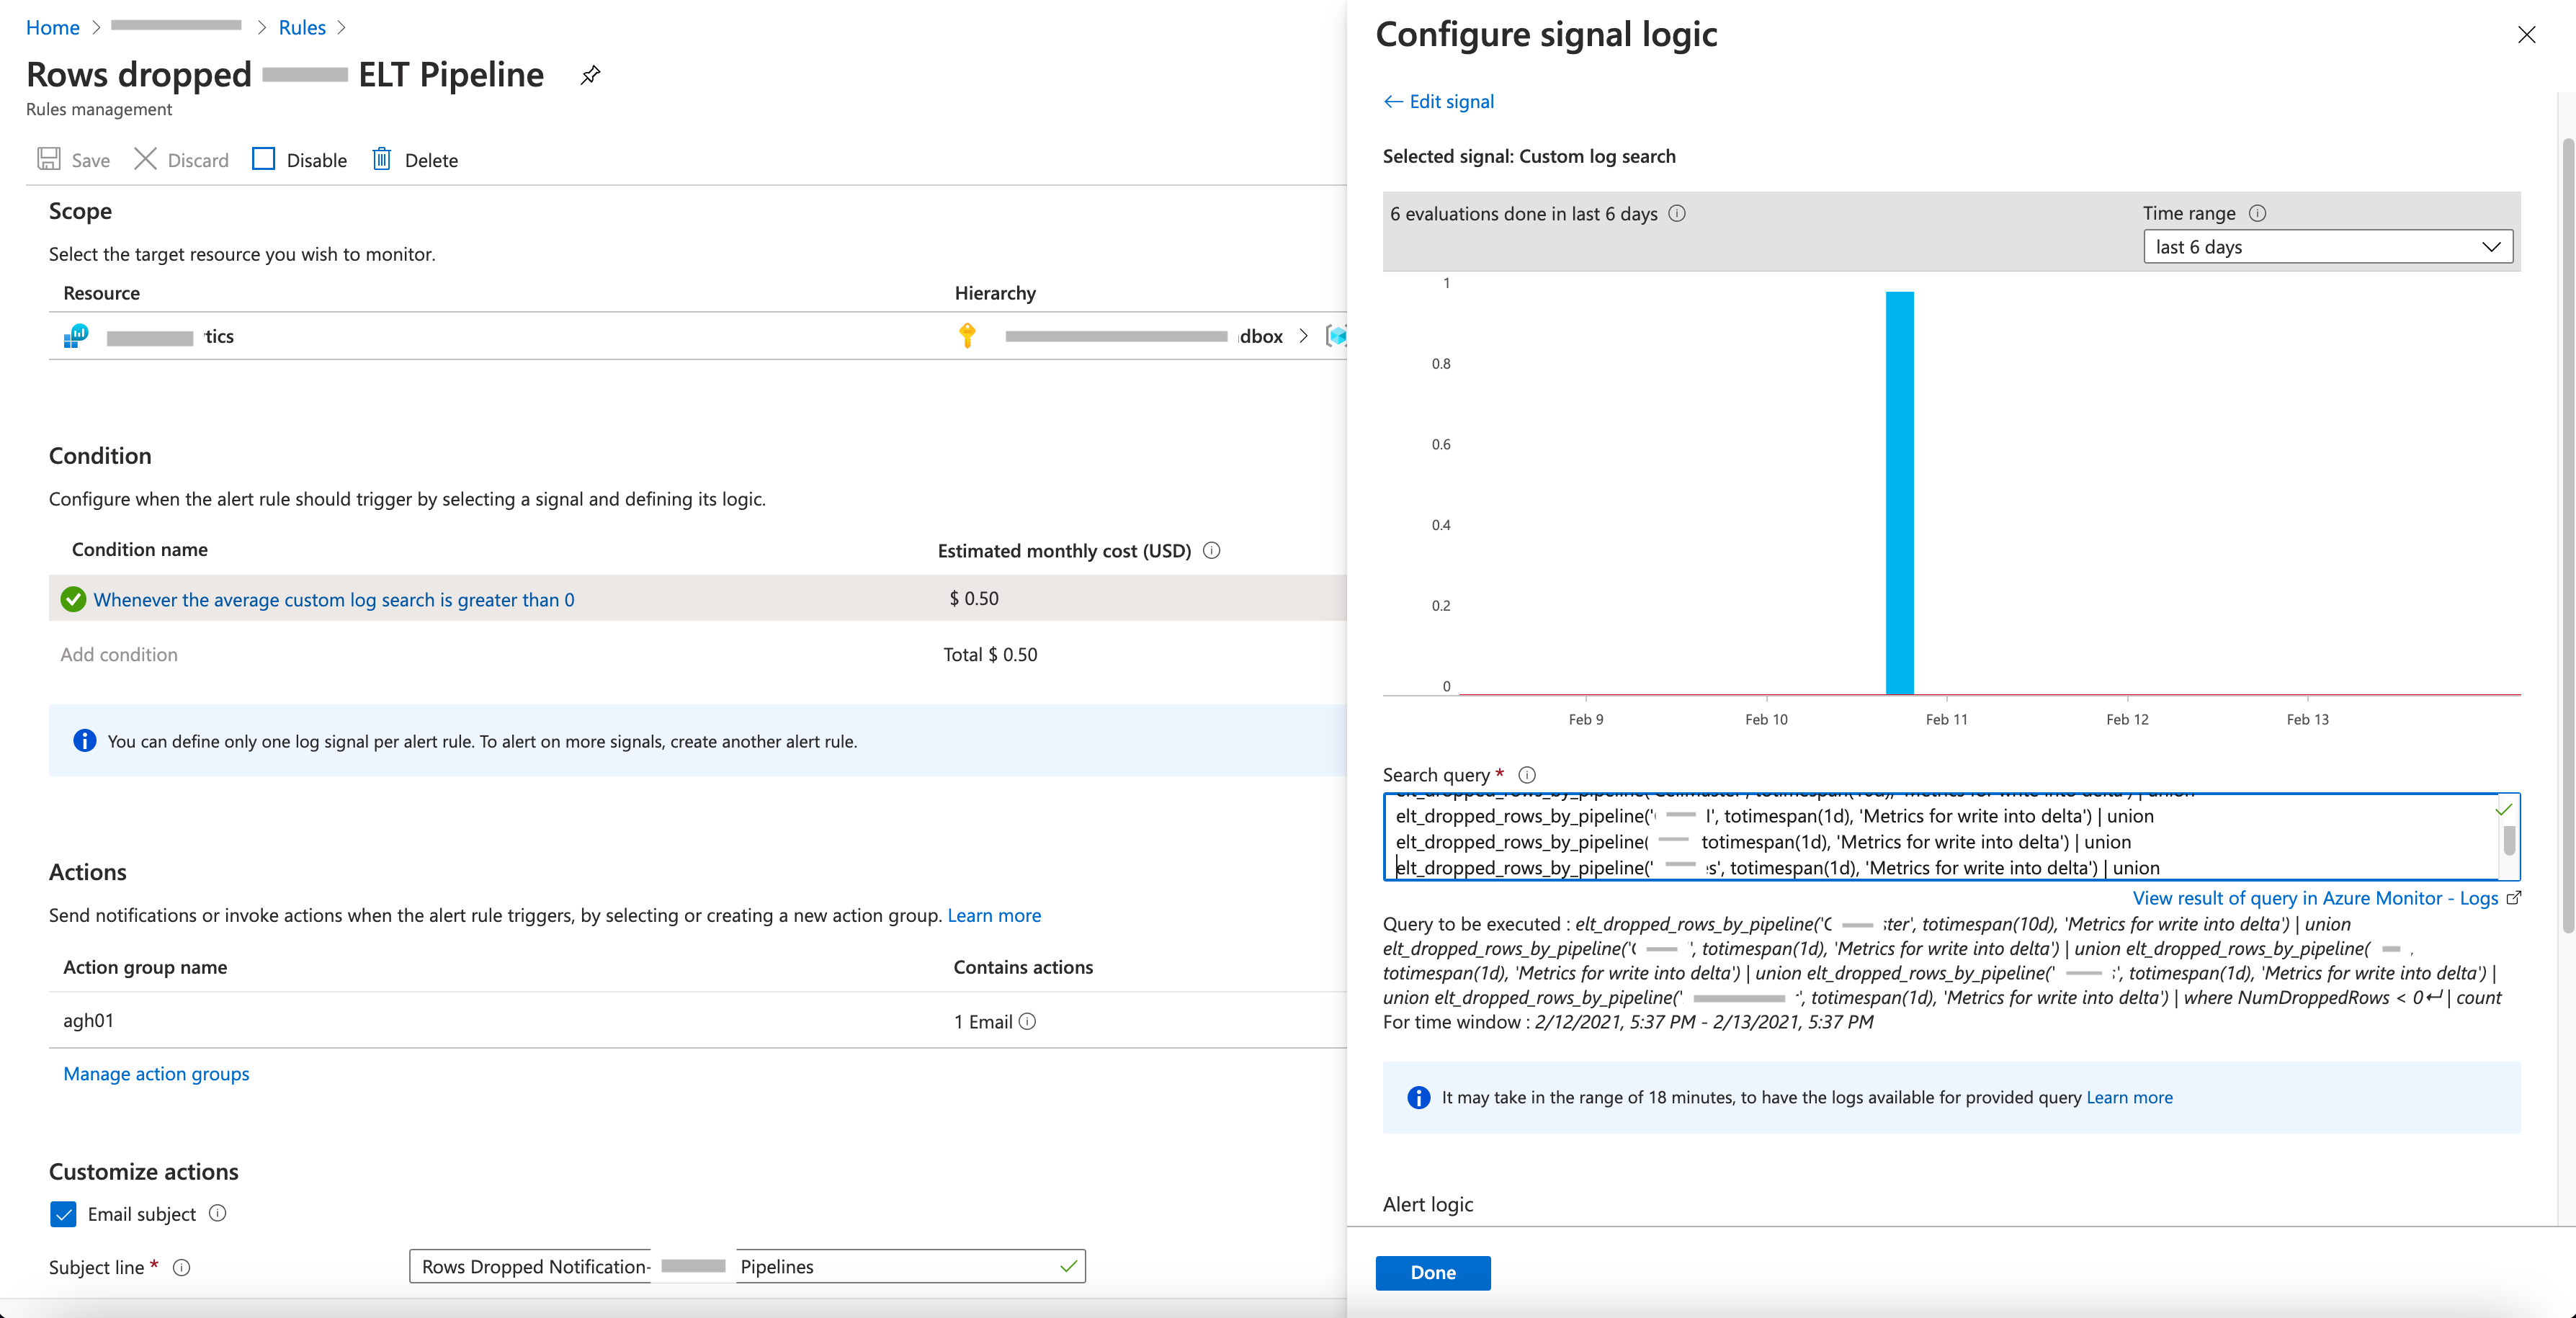 Home > > Rules >
Rows dropped ELT Pipeline
Rules management
Save Discard Disable Delete
Scope
Select the target resource you wish to monitor.
Resource Hierarchy
tics dbox >
Condition
Configure when the alert rule should trigger by selecting a signal and defining its logic.
Condition name Estimated monthly cost (USD)
Whenever the average custom log search is greater than 0 $ 0.50
Add condition Total $ 0.50
You can define only one log signal per alert rule. To alert on more signals, create another alert rule.
Actions
Send notifications or invoke actions when the alert rule triggers, by selecting or creating a new action group. Learn more
Action group name Contains actions
agh01 1 Email
Manage action groups
Customize actions
Email subject
Subject line * Rows Dropped Notification- Pipelines
Configure signal logic
← Edit signal
Selected signal: Custom log search
6 evaluations done in last 6 days
Time range
last 6 days
1
0.8
0.6
0.4
0.2
0
Feb 9 Feb 10 Feb 11 Feb 12 Feb 13
Search query *
elt_dropped_rows_by_pipeline(' l', totimespan(1d), 'Metrics for write into delta') | union
elt_dropped_rows_by_pipeline( totimespan(1d), 'Metrics for write into delta') | union
elt_dropped_rows_by_pipeline(' s', totimespan(1d), 'Metrics for write into delta') | union
View result of query in Azure Monitor - Logs
Query to be executed : elt_dropped_rows_by_pipeline('C ster', totimespan(10d), 'Metrics for write into delta') | union
elt_dropped_rows_by_pipeline(' ', totimespan(1d), 'Metrics for write into delta') | union elt_dropped_rows_by_pipeline( ,
totimespan(1d), 'Metrics for write into delta') | union elt_dropped_rows_by_pipeline(' ', totimespan(1d), 'Metrics for write into delta') |
union elt_dropped_rows_by_pipeline(' ', totimespan(1d), 'Metrics for write into delta') | where NumDroppedRows < 0↵ | count
For time window : 2/12/2021, 5:37 PM - 2/13/2021, 5:37 PM
It may take in the range of 18 minutes, to have the logs available for provided query Learn more
Alert logic
Done